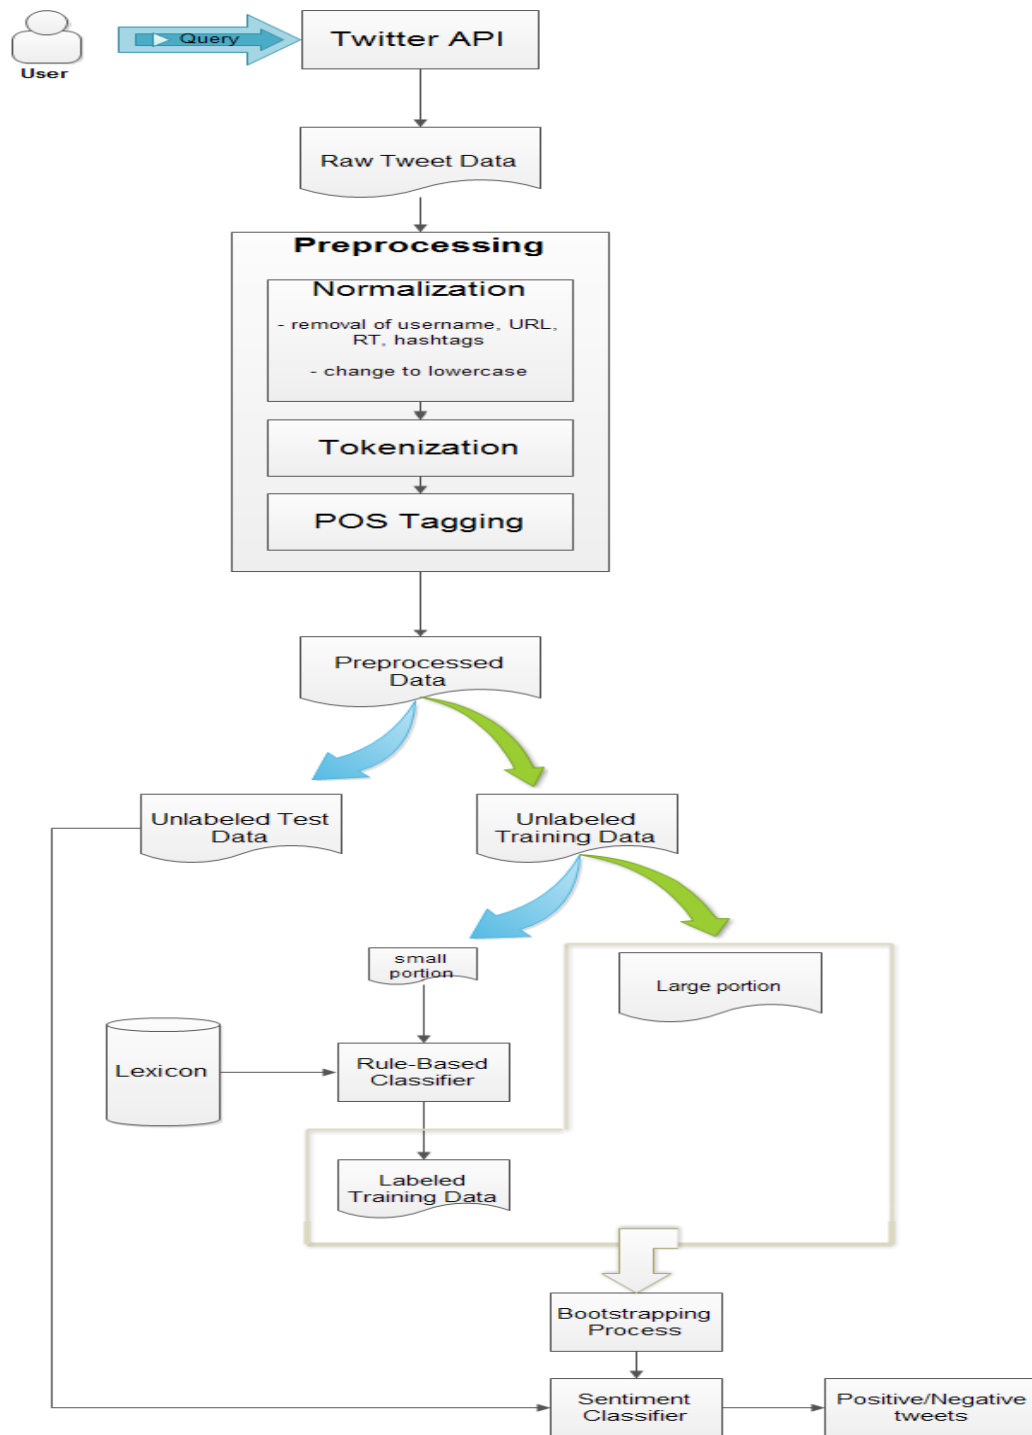 User
Query
Twitter API
Raw Tweet Data
Preprocessing
Normalization
- removal of username, URL,
RT, hashtags
- change to lowercase
Tokenization
POS Tagging
Preprocessed
Data
Unlabeled Test
Data
Unlabeled
Training Data
small
portion
Large portion
Lexicon
Rule-Based
Classifier
Labeled
Training Data
Bootstrapping
Process
Sentiment
Classifier
Positive/Negative
tweets